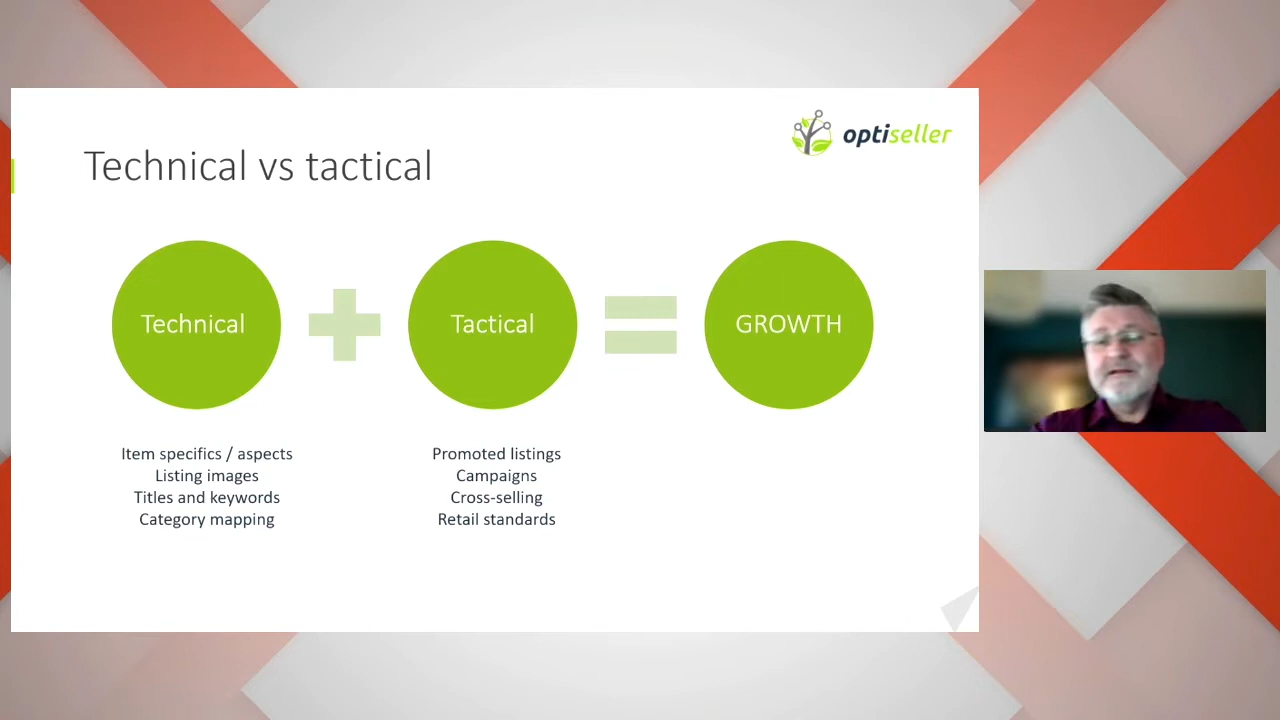 optiseller
Technical vs tactical
Technical
Tactical
GROWTH
Item specifics / aspects
Listing images
Titles and keywords
Category mapping
Promoted listings
Campaigns
Cross-selling
Retail standards